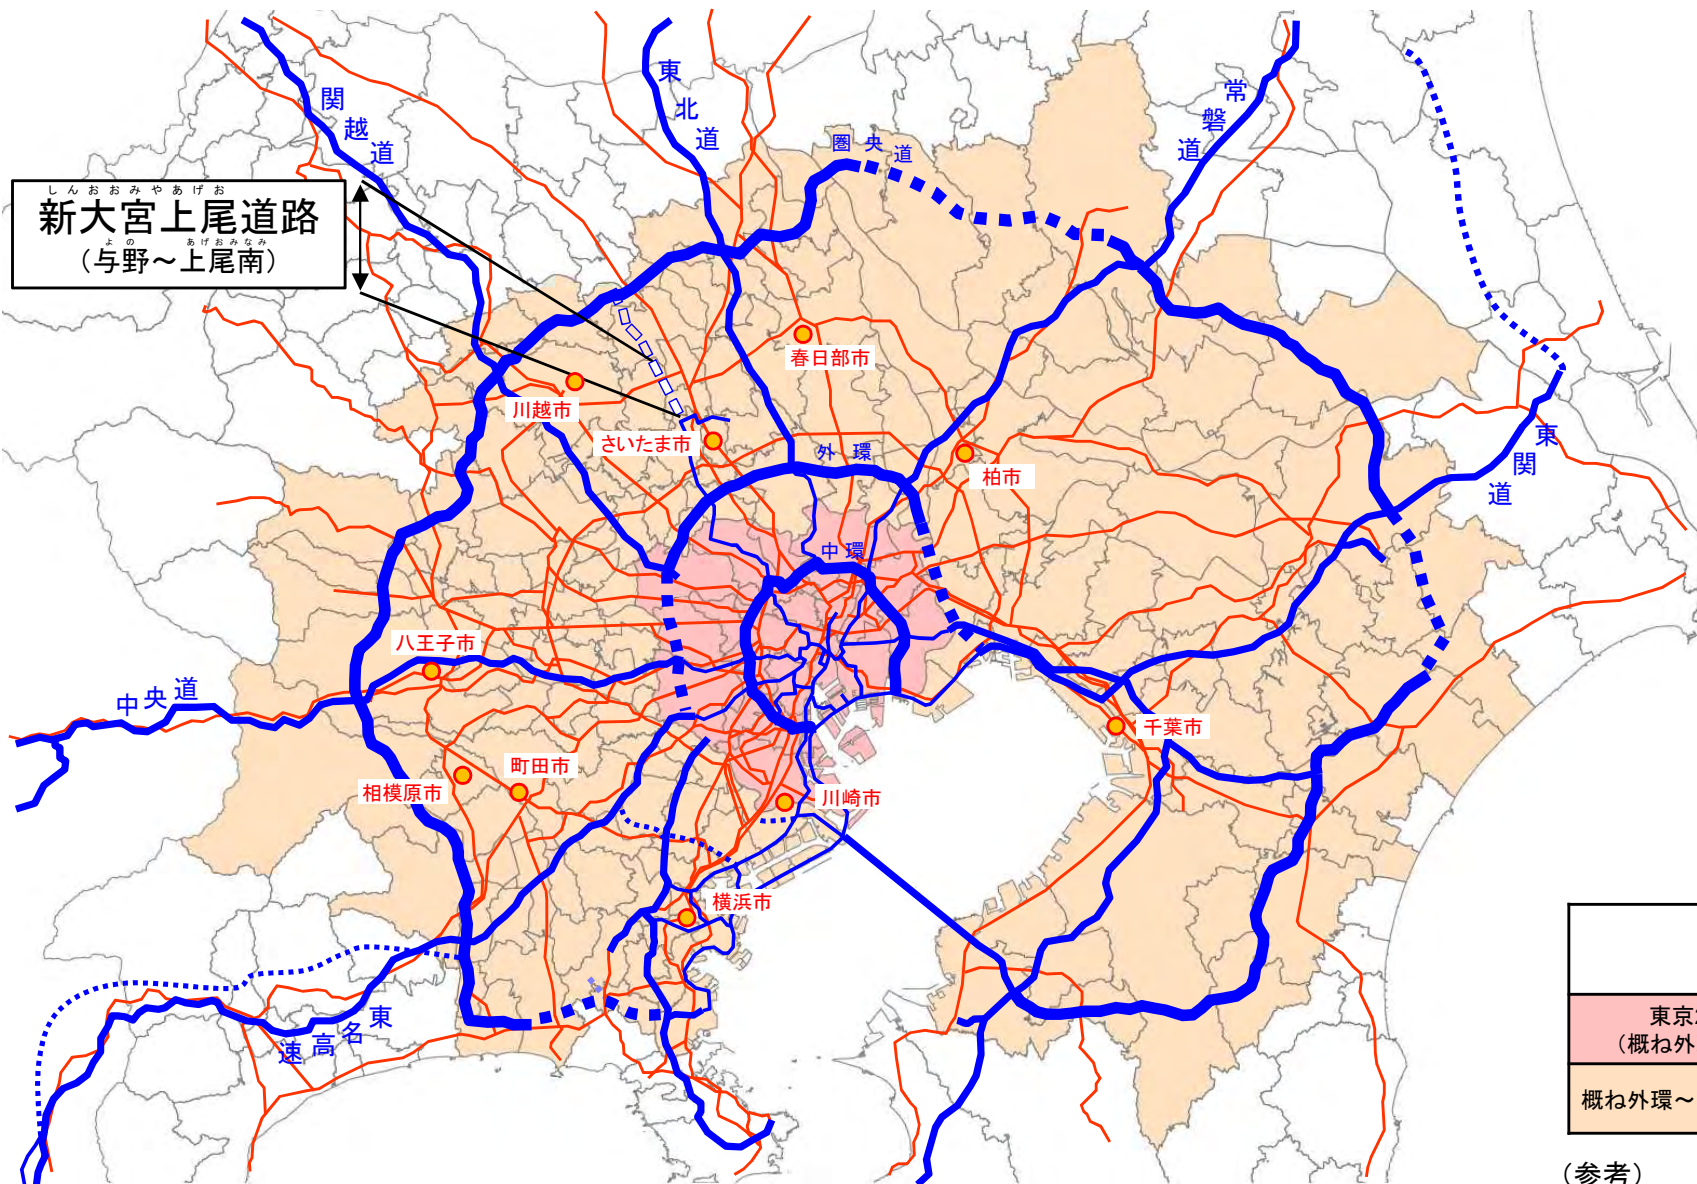 関越道
東北道
常磐道
圏央道
しんおおみやあげお
新大宮上尾道路
よの あげおみなみ
（与野～上尾南）
春日部市
川越市
さいたま市
外環
柏市
東関道
中環
八王子市
中央道
千葉市
町田市
相模原市
川崎市
横浜市
東名高速
東京
（概ね外
概ね外環～
（参考）